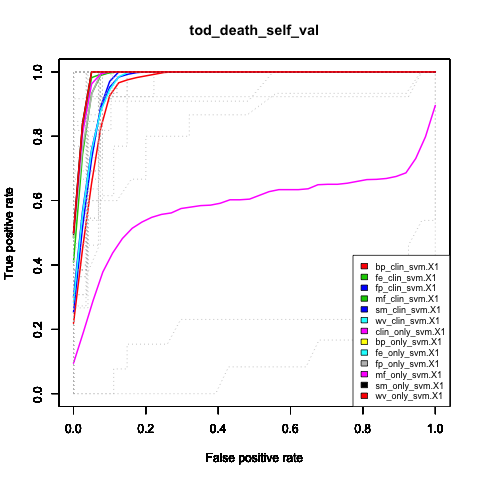 tod_death_self_val
True positive rate
1.0
0.8
0.6
0.4
0.2
0.0
bp_clin_svm.X1
fe_clin_svm.X1
fp_clin_svm.X1
mf_clin_svm.X1
sm_clin_svm.X1
wv_clin_svm.X1
clin_only_svm.X1
bp_only_svm.X1
fe_only_svm.X1
fp_only_svm.X1
mf_only_svm.X1
sm_only_svm.X1
wv_only_svm.X1
0.0 0.2 0.4 0.6 0.8 1.0
False positive rate